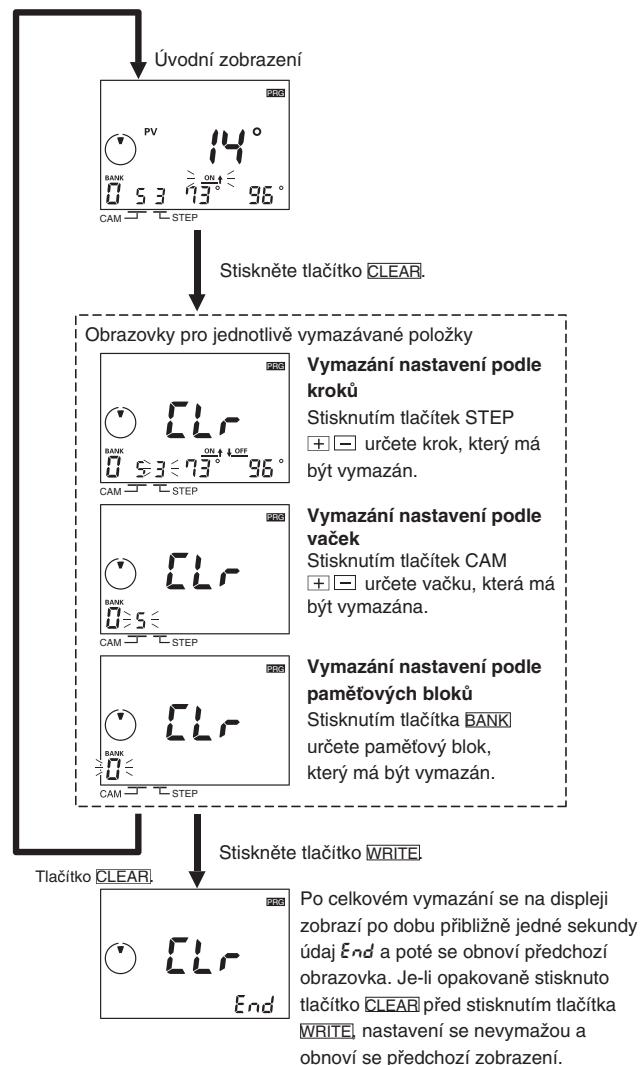 Úvodní zobrazení
PRG
PV
14°
BANK
ON
0 5 3 73° 96°
CAM STEP
Stiskněte tlačítko CLEAR.
Obrazovky pro jednotlivě vymazávané položky
PRG
CLr
BANK
ON OFF
0 5 3 73° 96°
CAM STEP
Vymazání nastavení podle
kroků
Stisknutím tlačítek STEP
+ - určete krok, který má
být vymazán.
PRG
CLr
BANK
0 5
CAM STEP
Vymazání nastavení podle
vaček
Stisknutím tlačítek CAM
+ - určete vačku, která má
být vymazána.
PRG
CLr
BANK
0
CAM STEP
Vymazání nastavení podle
paměťových bloků
Stisknutím tlačítka BANK
určete paměťový blok,
který má být vymazán.
Stiskněte tlačítko WRITE.
Tlačítko CLEAR.
PRG
CLr
End
Po celkovém vymazání se na displeji
zobrazí po dobu přibližně jedné sekundy
údaj End a poté se obnoví předchozí
obrazovka. Je-li opakovaně stisknuto
tlačítko CLEAR před stisknutím tlačítka
WRITE, nastavení se nevymažou a
obnoví se předchozí zobrazení.